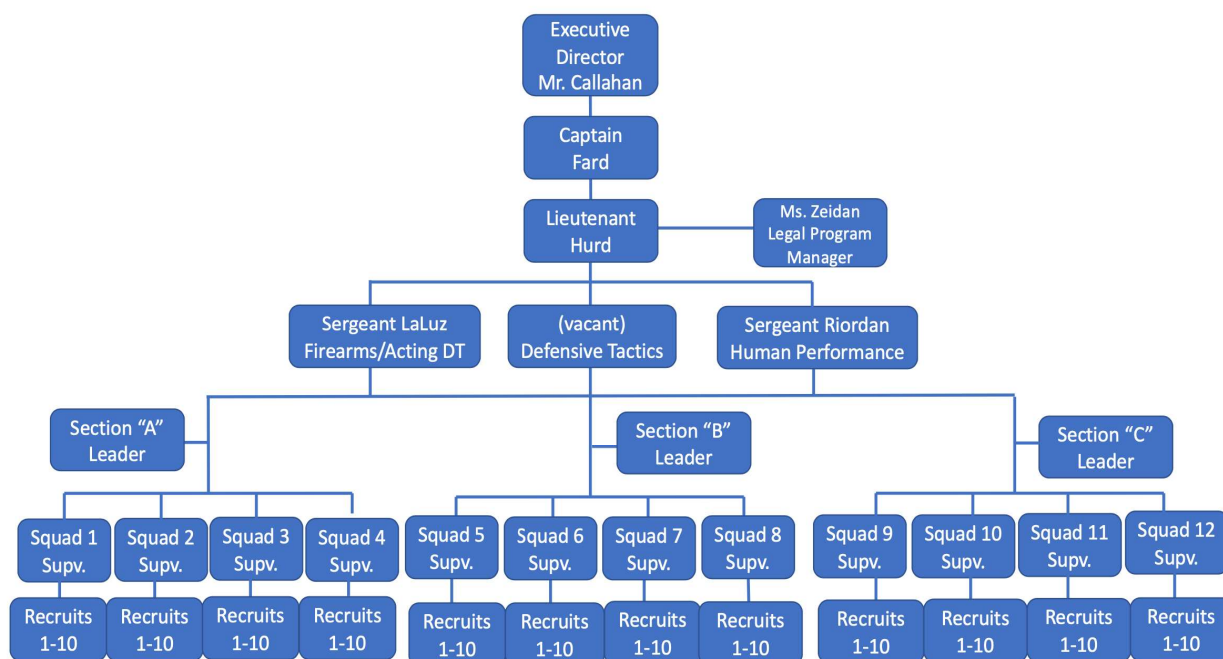 Executive
Director
Mr. Callahan
Captain
Fard
Lieutenant
Hurd
Ms. Zeidan
Legal Program
Manager
Sergeant LaLuz
Firearms/Acting DT
(vacant)
Defensive Tactics
Sergeant Riordan
Human Performance
Section “A”
Leader
Section “B”
Leader
Section “C”
Leader
Squad 1
Supv.
Squad 2
Supv.
Squad 3
Supv.
Squad 4
Supv.
Squad 5
Supv.
Squad 6
Supv.
Squad 7
Supv.
Squad 8
Supv.
Squad 9
Supv.
Squad 10
Supv.
Squad 11
Supv.
Squad 12
Supv.
Recruits
1-10
Recruits
1-10
Recruits
1-10
Recruits
1-10
Recruits
1-10
Recruits
1-10
Recruits
1-10
Recruits
1-10
Recruits
1-10
Recruits
1-10
Recruits
1-10
Recruits
1-10